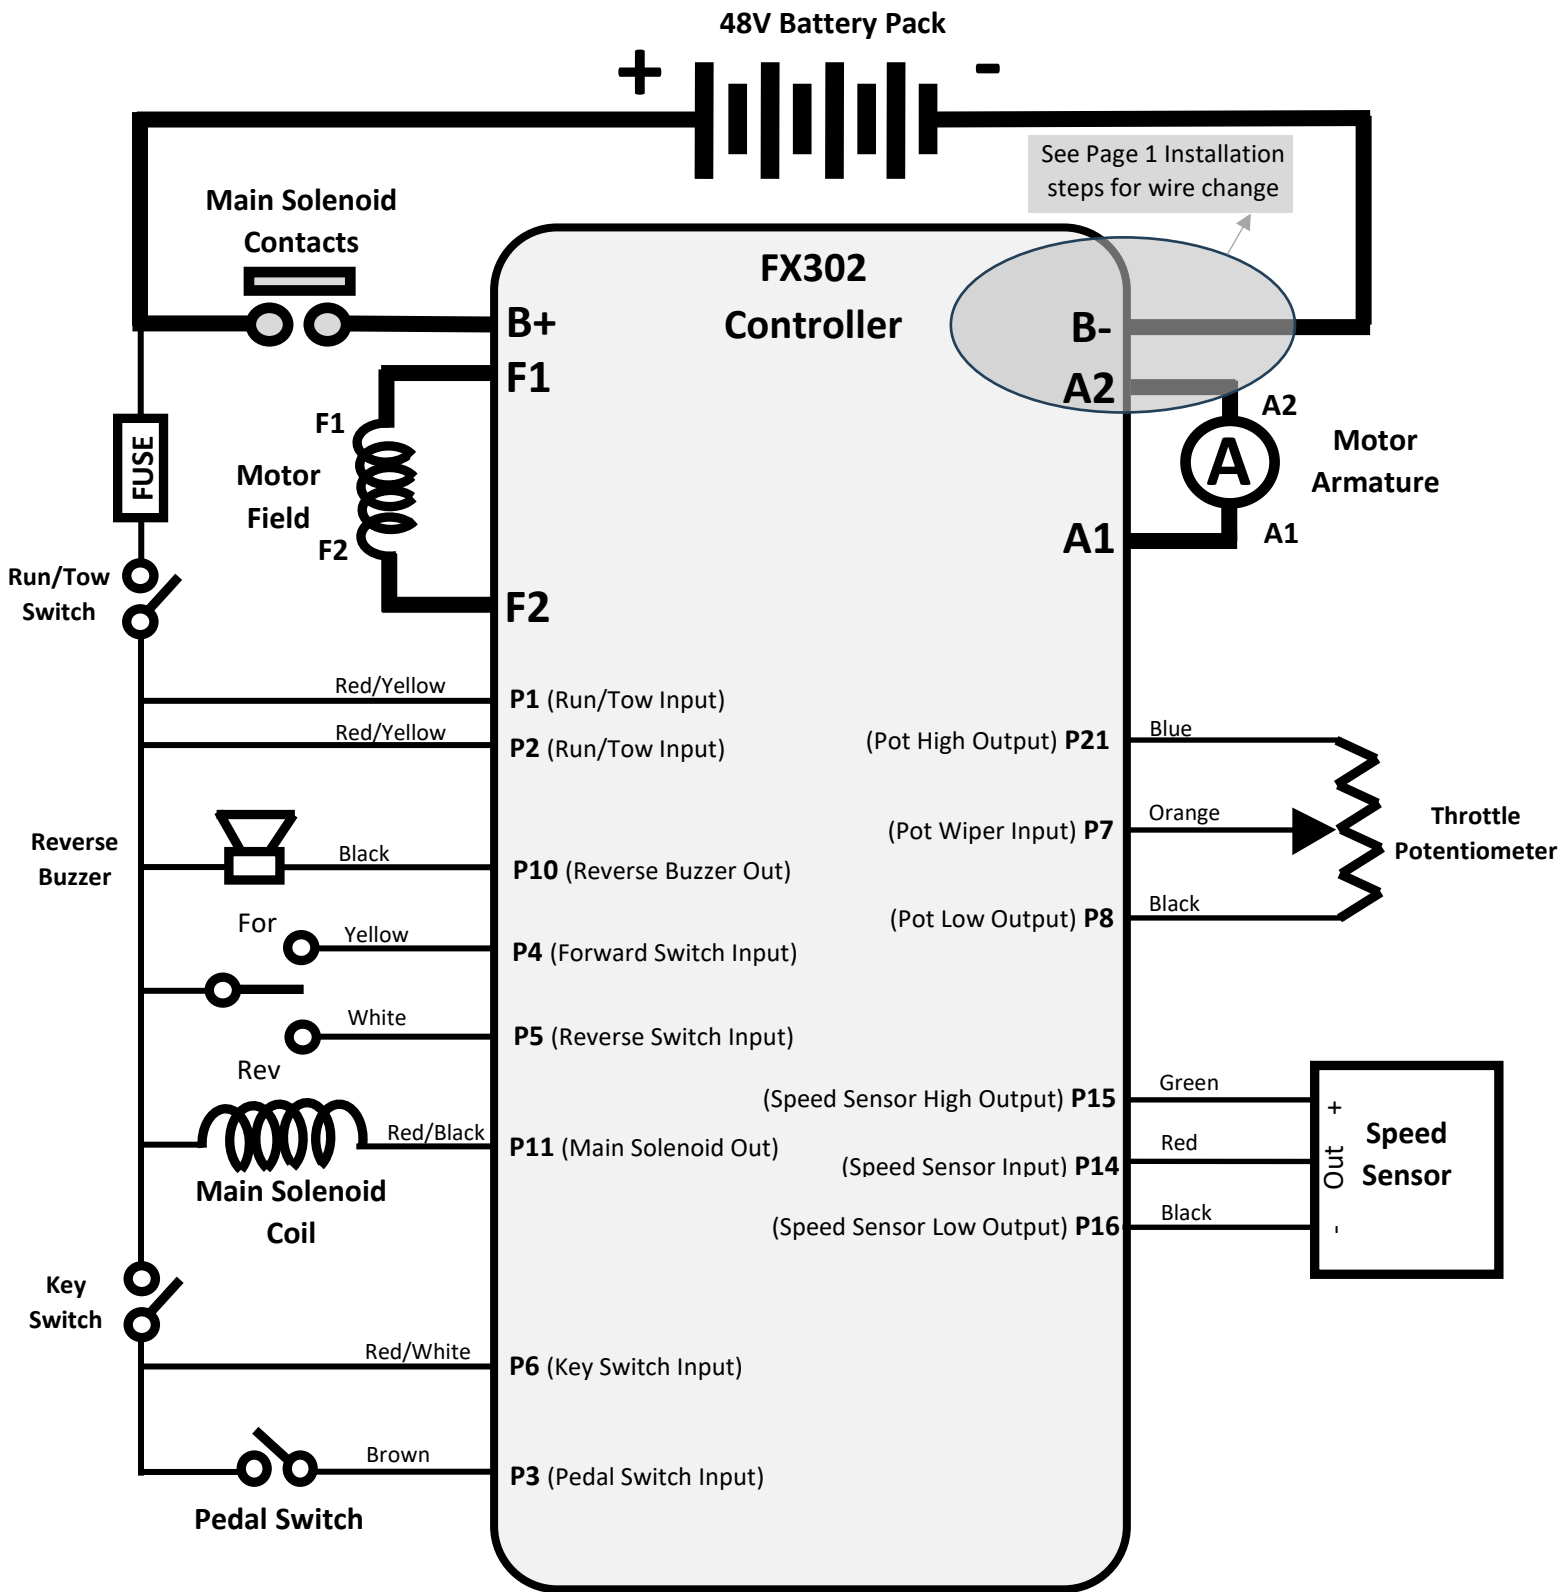 48V Battery Pack
+
-
See Page 1 Installation
steps for wire change
Main Solenoid
Contacts
FX302
Controller
B+
B-
F1
A2
F1
A2
FUSE
Motor
Field
A
Motor
Armature
F2
A1
A1
Run/Tow
Switch
F2
Red/Yellow
P1 (Run/Tow Input)
Red/Yellow
P2 (Run/Tow Input)
(Pot High Output) P21
Blue
Reverse
Buzzer
Black
P10 (Reverse Buzzer Out)
(Pot Wiper Input) P7
Orange
Throttle
Potentiometer
For
Yellow
P4 (Forward Switch Input)
(Pot Low Output) P8
Black
White
P5 (Reverse Switch Input)
Rev
Red/Black
P11 (Main Solenoid Out)
Main Solenoid
Coil
(Speed Sensor High Output) P15
Green
+
(Speed Sensor Input) P14
Red
Out
(Speed Sensor Low Output) P16
Black
-
Speed
Sensor
Key
Switch
Red/White
P6 (Key Switch Input)
Brown
P3 (Pedal Switch Input)
Pedal Switch